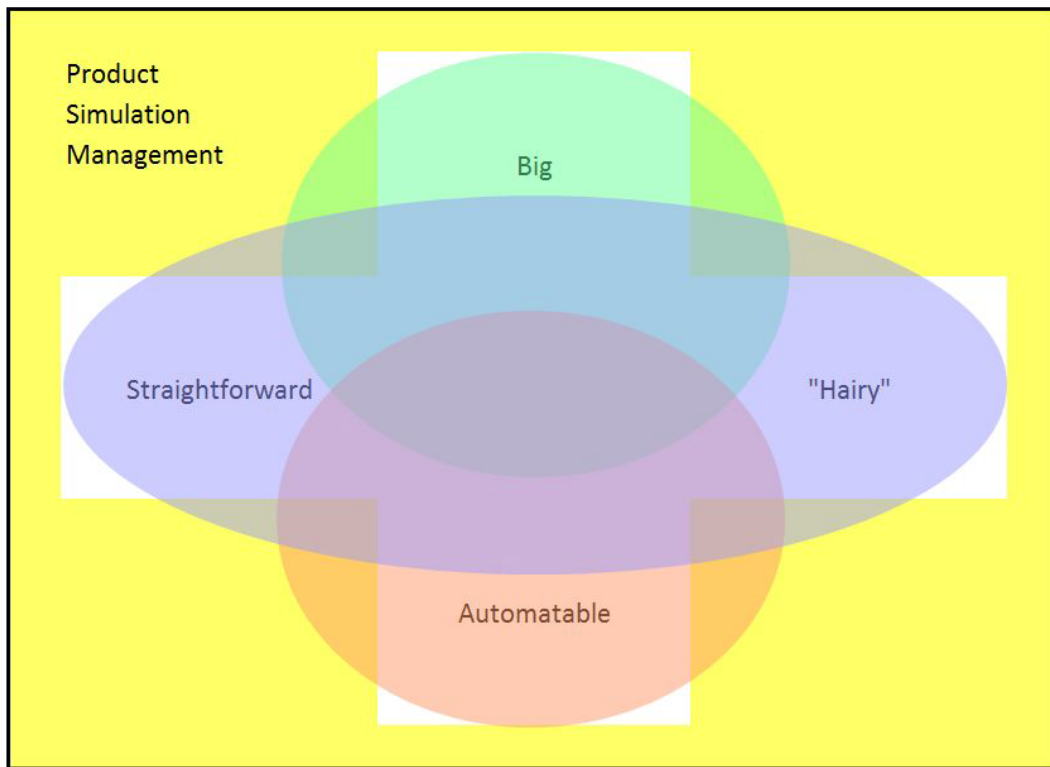 Product
Simulation
Management
Big
Straightforward
"Hairy"
Automatable